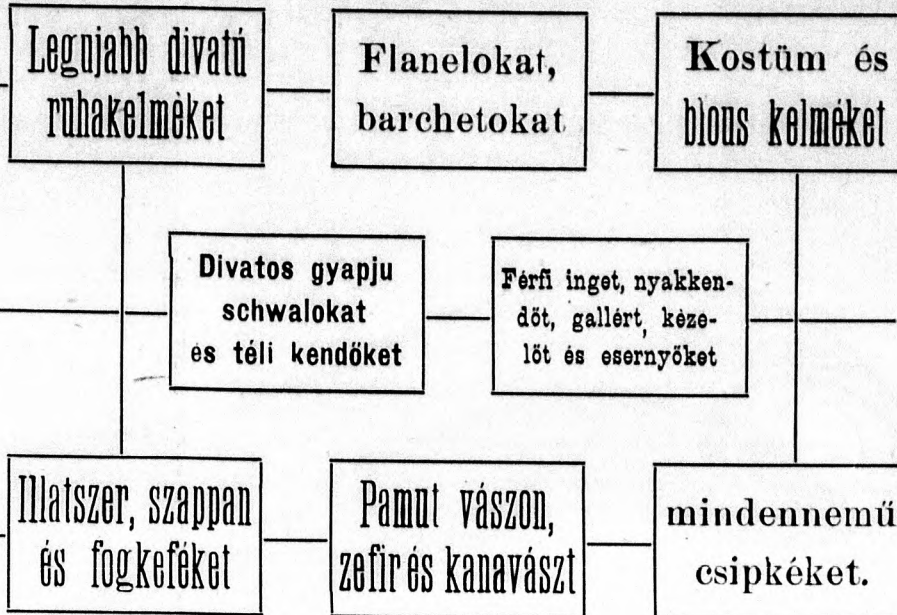 Legujabb divatú
ruhakelméket
Flanelokat,
barchetokat
Kostüm és
blous kelméket
Divatos gyapju
schwalokat
és téli kendőket
Férfi inget, nyakken-
dőt, gallért, keze-
lőt és esernyőket
Illatszer, szappan
és fogkeféket
Pamut vászon,
zefir és kanavászt
mindennemű
csipkéket.